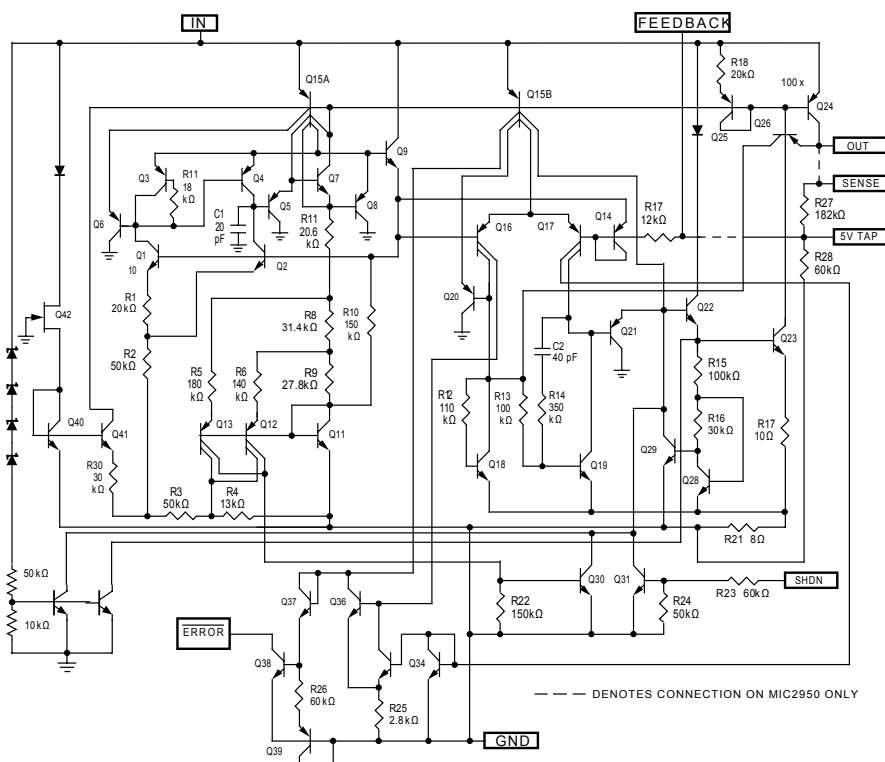 IN
FEEDBACK
R18
20kΩ
100 x
Q24
Q15A
Q15B
Q25
Q26
OUT
SENSE
5V TAP
R27
182kΩ
R28
60kΩ
Q3
R11
18
kΩ
Q4
Q9
Q7
Q5
Q8
Q6
C1
20
pF
R11
20.6
kΩ
Q16
Q17
Q14
R17
12kΩ
Q1
10
Q2
Q42
R1
20kΩ
R2
50kΩ
R8
31.4kΩ
R10
150
kΩ
R5
180
kΩ
R6
140
kΩ
R9
27.8kΩ
Q20
Q21
Q22
Q23
C2
40 pF
R15
100kΩ
R16
30kΩ
R17
10Ω
R12
110
kΩ
R13
100
kΩ
R14
350
kΩ
Q40
Q41
Q13
Q12
Q11
Q18
Q19
Q29
Q28
R30
30
kΩ
R3
50kΩ
R4
13kΩ
R21 8Ω
50kΩ
10kΩ
Q37
Q36
R22
150kΩ
Q30
Q31
R24
50kΩ
R23 60kΩ
SHDN
ERROR
Q38
Q34
R26
60kΩ
R25
2.8kΩ
Q39
GND
DENOTES CONNECTION ON MIC2950 ONLY